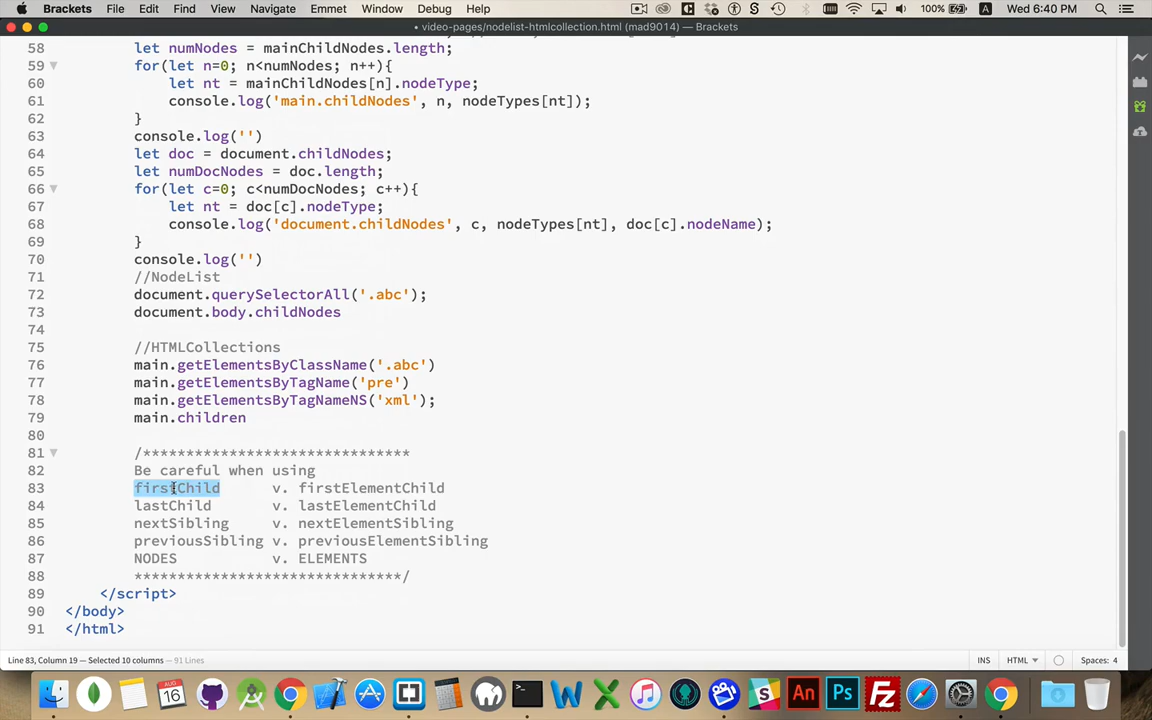 Brackets File Edit Find View Navigate Emmet Window Debug Help 100% Wed 6:40 PM
• video-pages/nodelist-htmlcollection.html (mad9014) — Brackets
58 let numNodes = mainChildNodes.length;
59 for(let n=0; n<numNodes; n++){
60 let nt = mainChildNodes[n].nodeType;
61 console.log('main.childNodes', n, nodeTypes[nt]);
62 }
63 console.log('')
64 let doc = document.childNodes;
65 let numDocNodes = doc.length;
66 for(let c=0; c<numDocNodes; c++){
67 let nt = doc[c].nodeType;
68 console.log('document.childNodes', c, nodeTypes[nt], doc[c].nodeName);
69 }
70 console.log('')
71 //NodeList
72 document.querySelectorAll('.abc');
73 document.body.childNodes
74
75 //HTMLCollections
76 main.getElementsByClassName('.abc')
77 main.getElementsByTagName('pre')
78 main.getElementsByTagNameNS('xml');
79 main.children
80
81 /*******************************
82 Be careful when using
83 firstChild v. firstElementChild
84 lastChild v. lastElementChild
85 nextSibling v. nextElementSibling
86 previousSibling v. previousElementSibling
87 NODES v. ELEMENTS
88 *******************************/
89 </script>
90 </body>
91 </html>
Line 83, Column 19 — Selected 10 columns — 91 Lines INS HTML Spaces: 4
AUG 16 W X An Ps Fz